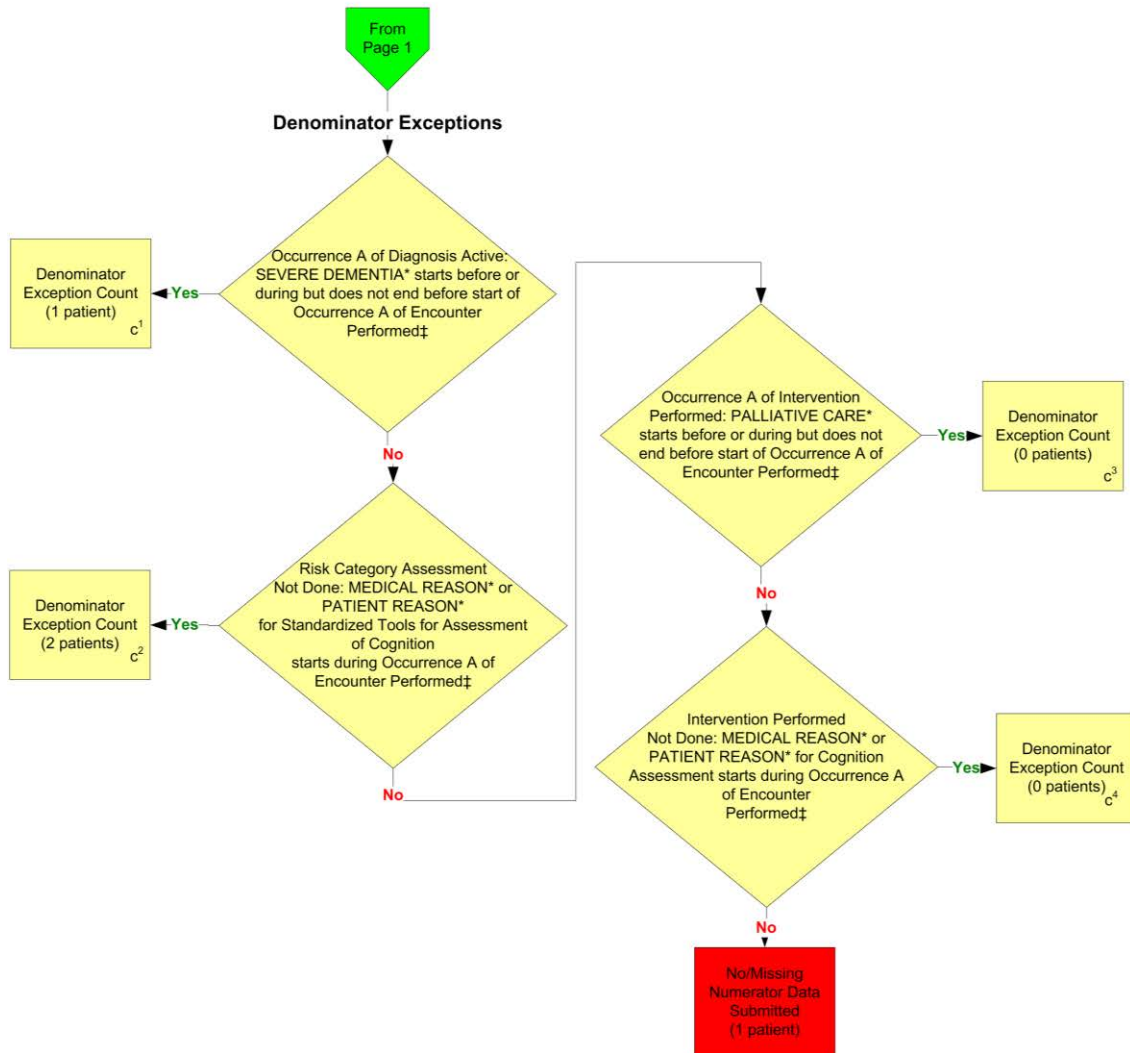 From
Page 1
Denominator Exceptions
Occurrence A of Diagnosis Active:
SEVERE DEMENTIA* starts before or
during but does not end before start of
Occurrence A of Encounter
Performed‡
Yes
Denominator
Exception Count
(1 patient)
c¹
No
Risk Category Assessment
Not Done: MEDICAL REASON* or
PATIENT REASON*
for Standardized Tools for Assessment
of Cognition
starts during Occurrence A of
Encounter Performed‡
Yes
Denominator
Exception Count
(2 patients)
c²
No
Occurrence A of Intervention
Performed: PALLIATIVE CARE*
starts before or during but does not
end before start of Occurrence A of
Encounter Performed‡
Yes
Denominator
Exception Count
(0 patients)
c³
No
Intervention Performed
Not Done: MEDICAL REASON* or
PATIENT REASON* for Cognition
Assessment starts during Occurrence A
of Encounter
Performed‡
Yes
Denominator
Exception Count
(0 patients)
c⁴
No
No/Missing
Numerator Data
Submitted
(1 patient)